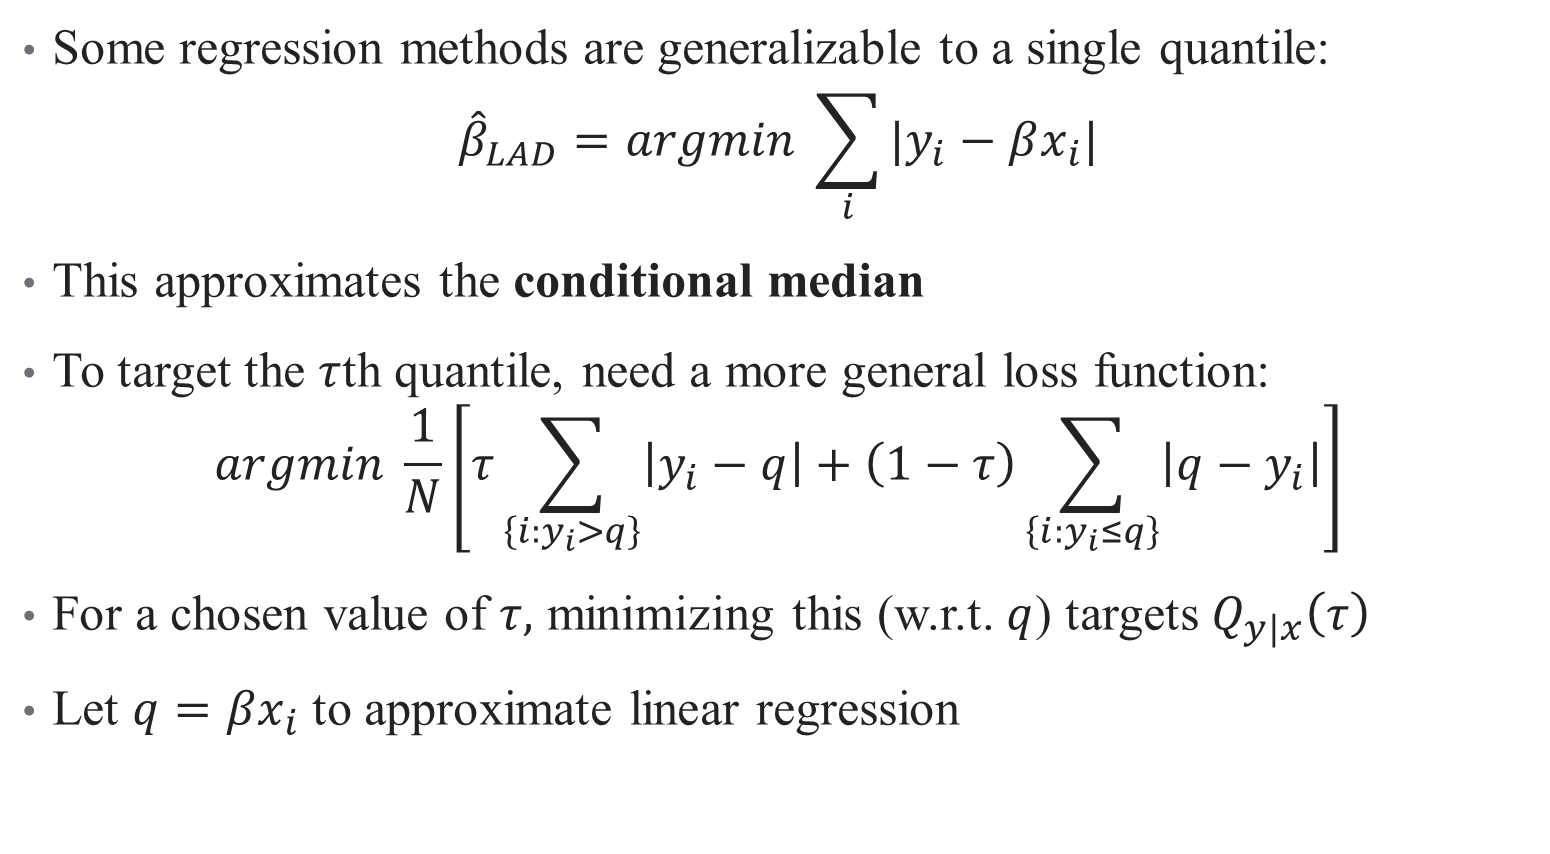 • Some regression methods are generalizable to a single quantile:
β̂_LAD = argmin ∑_i |y_i − βx_i|
• This approximates the conditional median
• To target the τth quantile, need a more general loss function:
argmin 1/N [τ ∑_{i:y_i>q} |y_i − q| + (1 − τ) ∑_{i:y_i≤q} |q − y_i|]
• For a chosen value of τ, minimizing this (w.r.t. q) targets Q_y|x(τ)
• Let q = βx_i to approximate linear regression